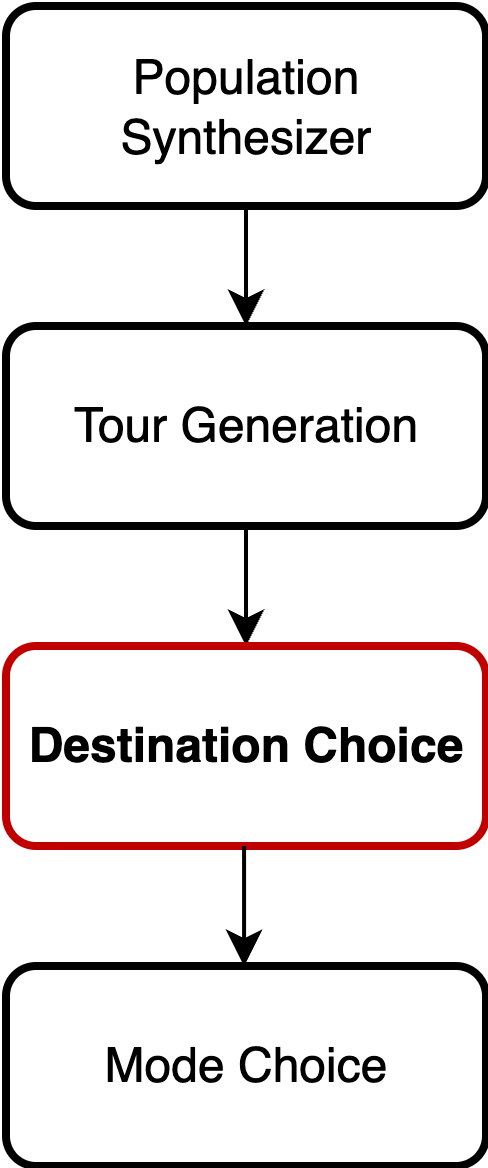 Population
Synthesizer
Tour Generation
Destination Choice
Mode Choice